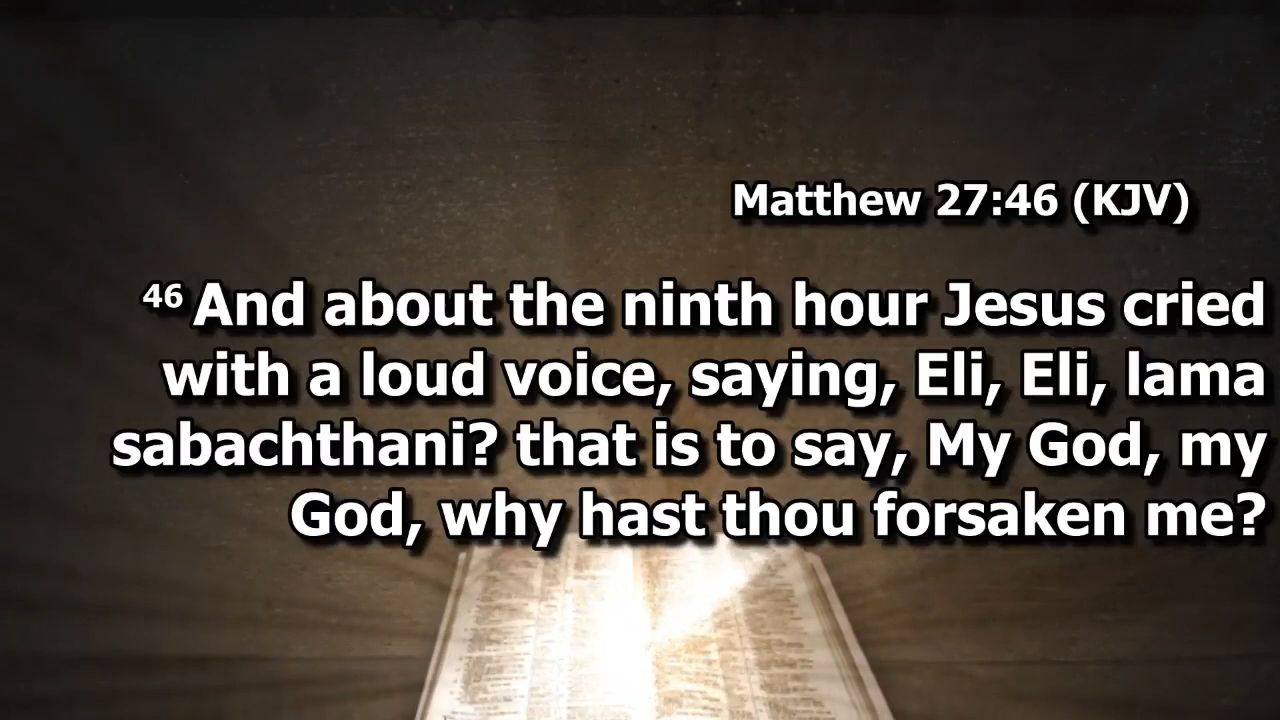 Matthew 27:46 (KJV)
46 And about the ninth hour Jesus cried
with a loud voice, saying, Eli, Eli, lama
sabachthani? that is to say, My God, my
God, why hast thou forsaken me?